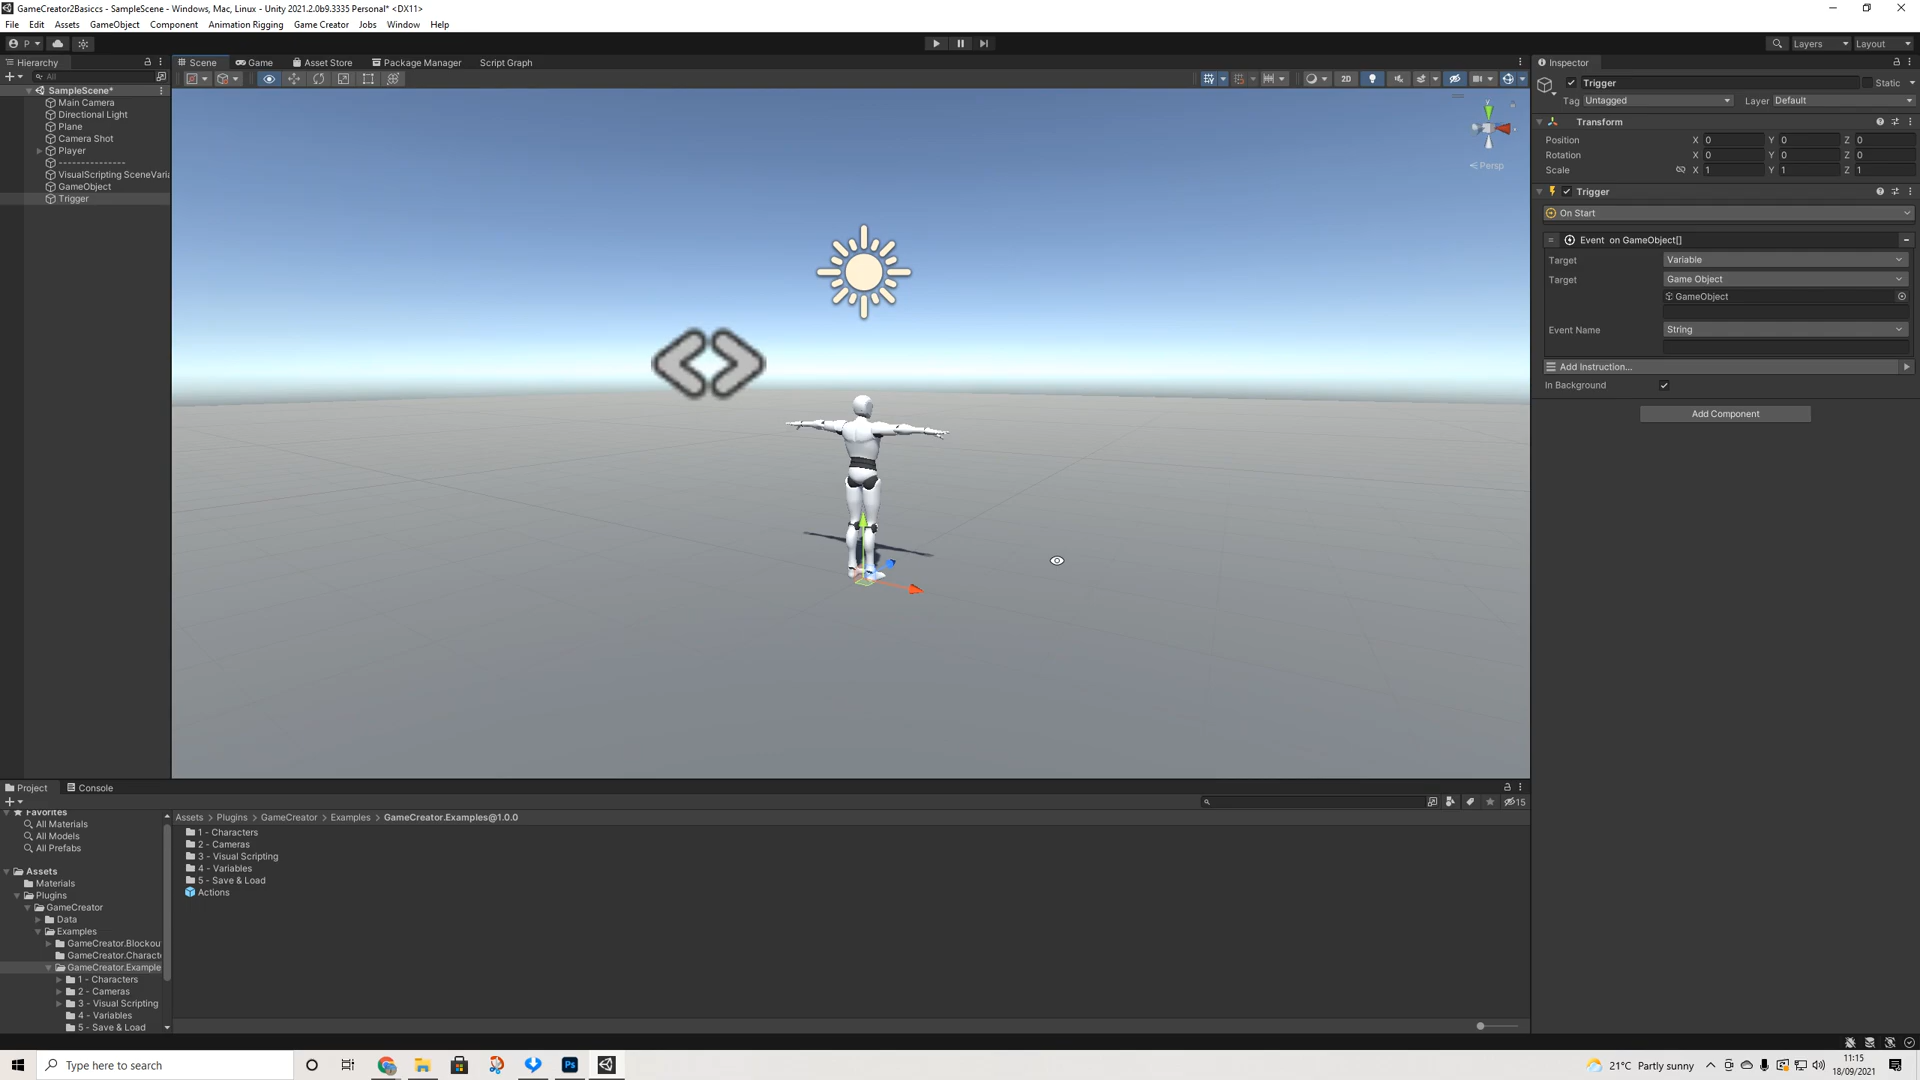 GameCreator2Basiccs - SampleScene - Windows, Mac, Linux - Unity 2021.2.0b9.3335 Personal* <DX11>
File Edit Assets GameObject Component Animation Rigging Game Creator Jobs Window Help
P Layers Layout
Hierarchy Scene Game Asset Store Package Manager Script Graph Inspector
All 2D
SampleScene*
Main Camera
Directional Light
Plane
Camera Shot
Player
---------------
VisualScripting SceneVaria
GameObject
Trigger
y
Persp
Trigger Static
Tag Untagged Layer Default
Transform
Position X 0 Y 0 Z 0
Rotation X 0 Y 0 Z 0
Scale X 1 Y 1 Z 1
Trigger
On Start
Event on GameObject[]
Target Variable
Target Game Object
GameObject
Event Name String
Add Instruction...
In Background
Add Component
Project Console
15
Favorites
All Materials
All Models
All Prefabs
Assets
Materials
Plugins
GameCreator
Data
Examples
GameCreator.Blockou
GameCreator.Characte
GameCreator.Example
1 - Characters
2 - Cameras
3 - Visual Scripting
4 - Variables
5 - Save & Load
Assets > Plugins > GameCreator > Examples > GameCreator.Examples@1.0.0
1 - Characters
2 - Cameras
3 - Visual Scripting
4 - Variables
5 - Save & Load
Actions
Type here to search
Ps
21°C Partly sunny
11:15
18/09/2021